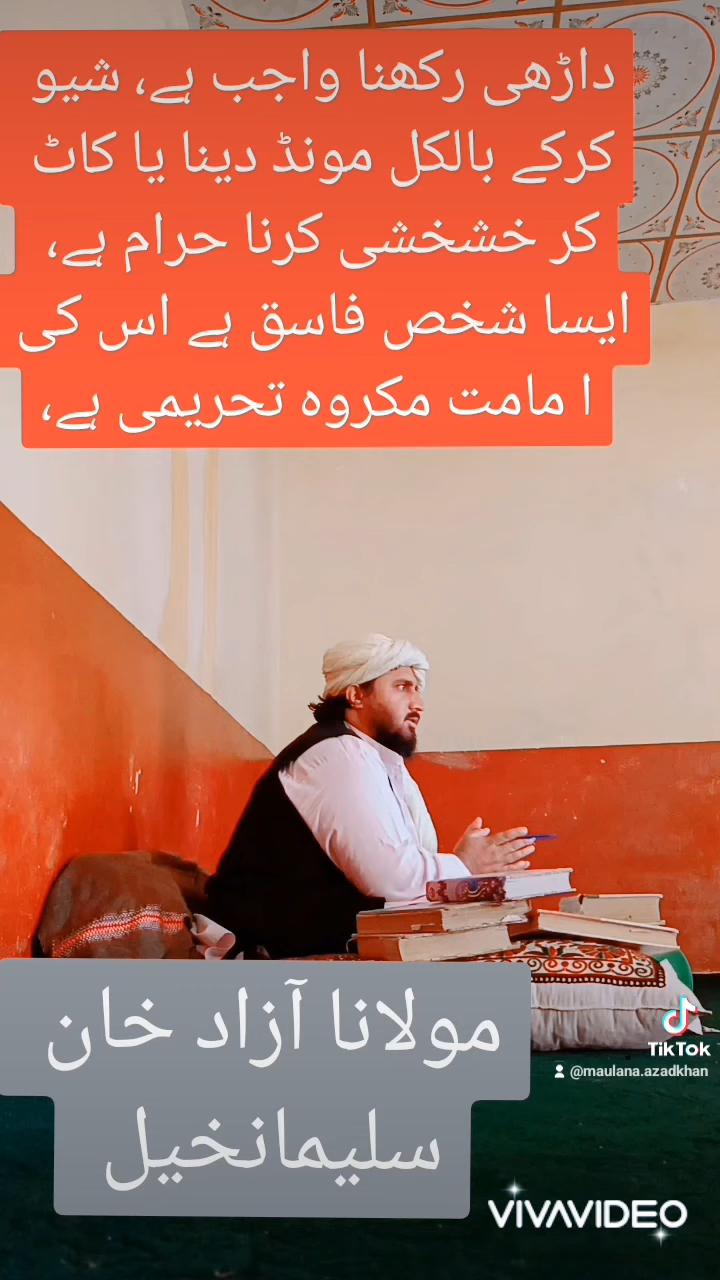 داڑھی رکھنا واجب ہے، شیو
کرکے بالکل مونڈ دینا یا کاٹ
کر خشخشی کرنا حرام ہے،
ایسا شخص فاسق ہے اس کی
ا مامت مکروہ تحریمی ہے،
مولانا آزاد خان
سلیمانخیل
TikTok
@maulana.azadkhan
VIVAVIDEO